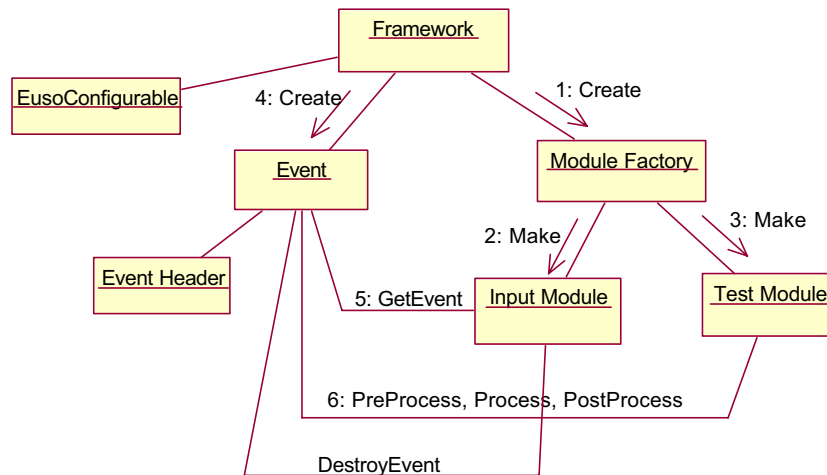 Framework
EusoConfigurable
4: Create
1: Create
Event
Module Factory
2: Make
3: Make
Event Header
5: GetEvent
Input Module
Test Module
6: PreProcess, Process, PostProcess
DestroyEvent